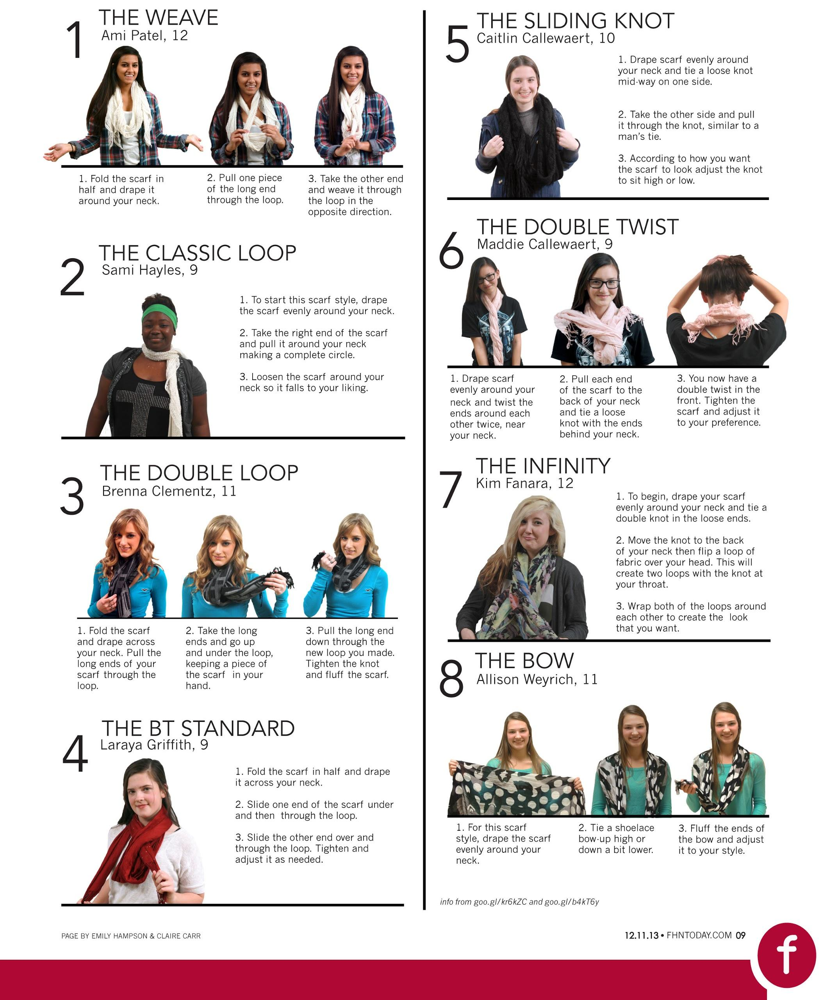 1
THE WEAVE
Ami Patel, 12
1. Fold the scarf in
half and drape it
around your neck.
2. Pull one piece
of the long end
through the loop.
3. Take the other end
and weave it through
the loop in the
opposite direction.
2
THE CLASSIC LOOP
Sami Hayles, 9
1. To start this scarf style, drape
the scarf evenly around your neck.
2. Take the right end of the scarf
and pull it around your neck
making a complete circle.
3. Loosen the scarf around your
neck so it falls to your liking.
3
THE DOUBLE LOOP
Brenna Clementz, 11
1. Fold the scarf
and drape across
your neck. Pull the
long ends of your
scarf through the
loop.
2. Take the long
ends and go up
and under the loop,
keeping a piece of
the scarf in your
hand.
3. Pull the long end
down through the
new loop you made.
Tighten the knot
and fluff the scarf.
4
THE BT STANDARD
Laraya Griffith, 9
1. Fold the scarf in half and drape
it across your neck.
2. Slide one end of the scarf under
and then through the loop.
3. Slide the other end over and
through the loop. Tighten and
adjust it as needed.
5
THE SLIDING KNOT
Caitlin Callewaert, 10
1. Drape scarf evenly around
your neck and tie a loose knot
mid-way on one side.
2. Take the other side and pull
it through the knot, similar to a
man's tie.
3. According to how you want
the scarf to look adjust the knot
to sit high or low.
6
THE DOUBLE TWIST
Maddie Callewaert, 9
1. Drape scarf
evenly around your
neck and twist the
ends around each
other twice, near
your neck.
2. Pull each end
of the scarf to the
back of your neck
and tie a loose
knot with the ends
behind your neck.
3. You now have a
double twist in the
front. Tighten the
scarf and adjust it
to your preference.
7
THE INFINITY
Kim Fanara, 12
1. To begin, drape your scarf
evenly around your neck and tie a
double knot in the loose ends.
2. Move the knot to the back
of your neck then flip a loop of
fabric over your head. This will
create two loops with the knot at
your throat.
3. Wrap both of the loops around
each other to create the look
that you want.
8
THE BOW
Allison Weyrich, 11
1. For this scarf
style, drape the scarf
evenly around your
neck.
2. Tie a shoelace
bow-up high or
down a bit lower.
3. Fluff the ends of
the bow and adjust
it to your style.
info from goo.gl/kr6kZC and goo.gl/b4kT6y
PAGE BY EMILY HAMPSON & CLAIRE CARR
12.11.13 • FHNTODAY.COM 09
f